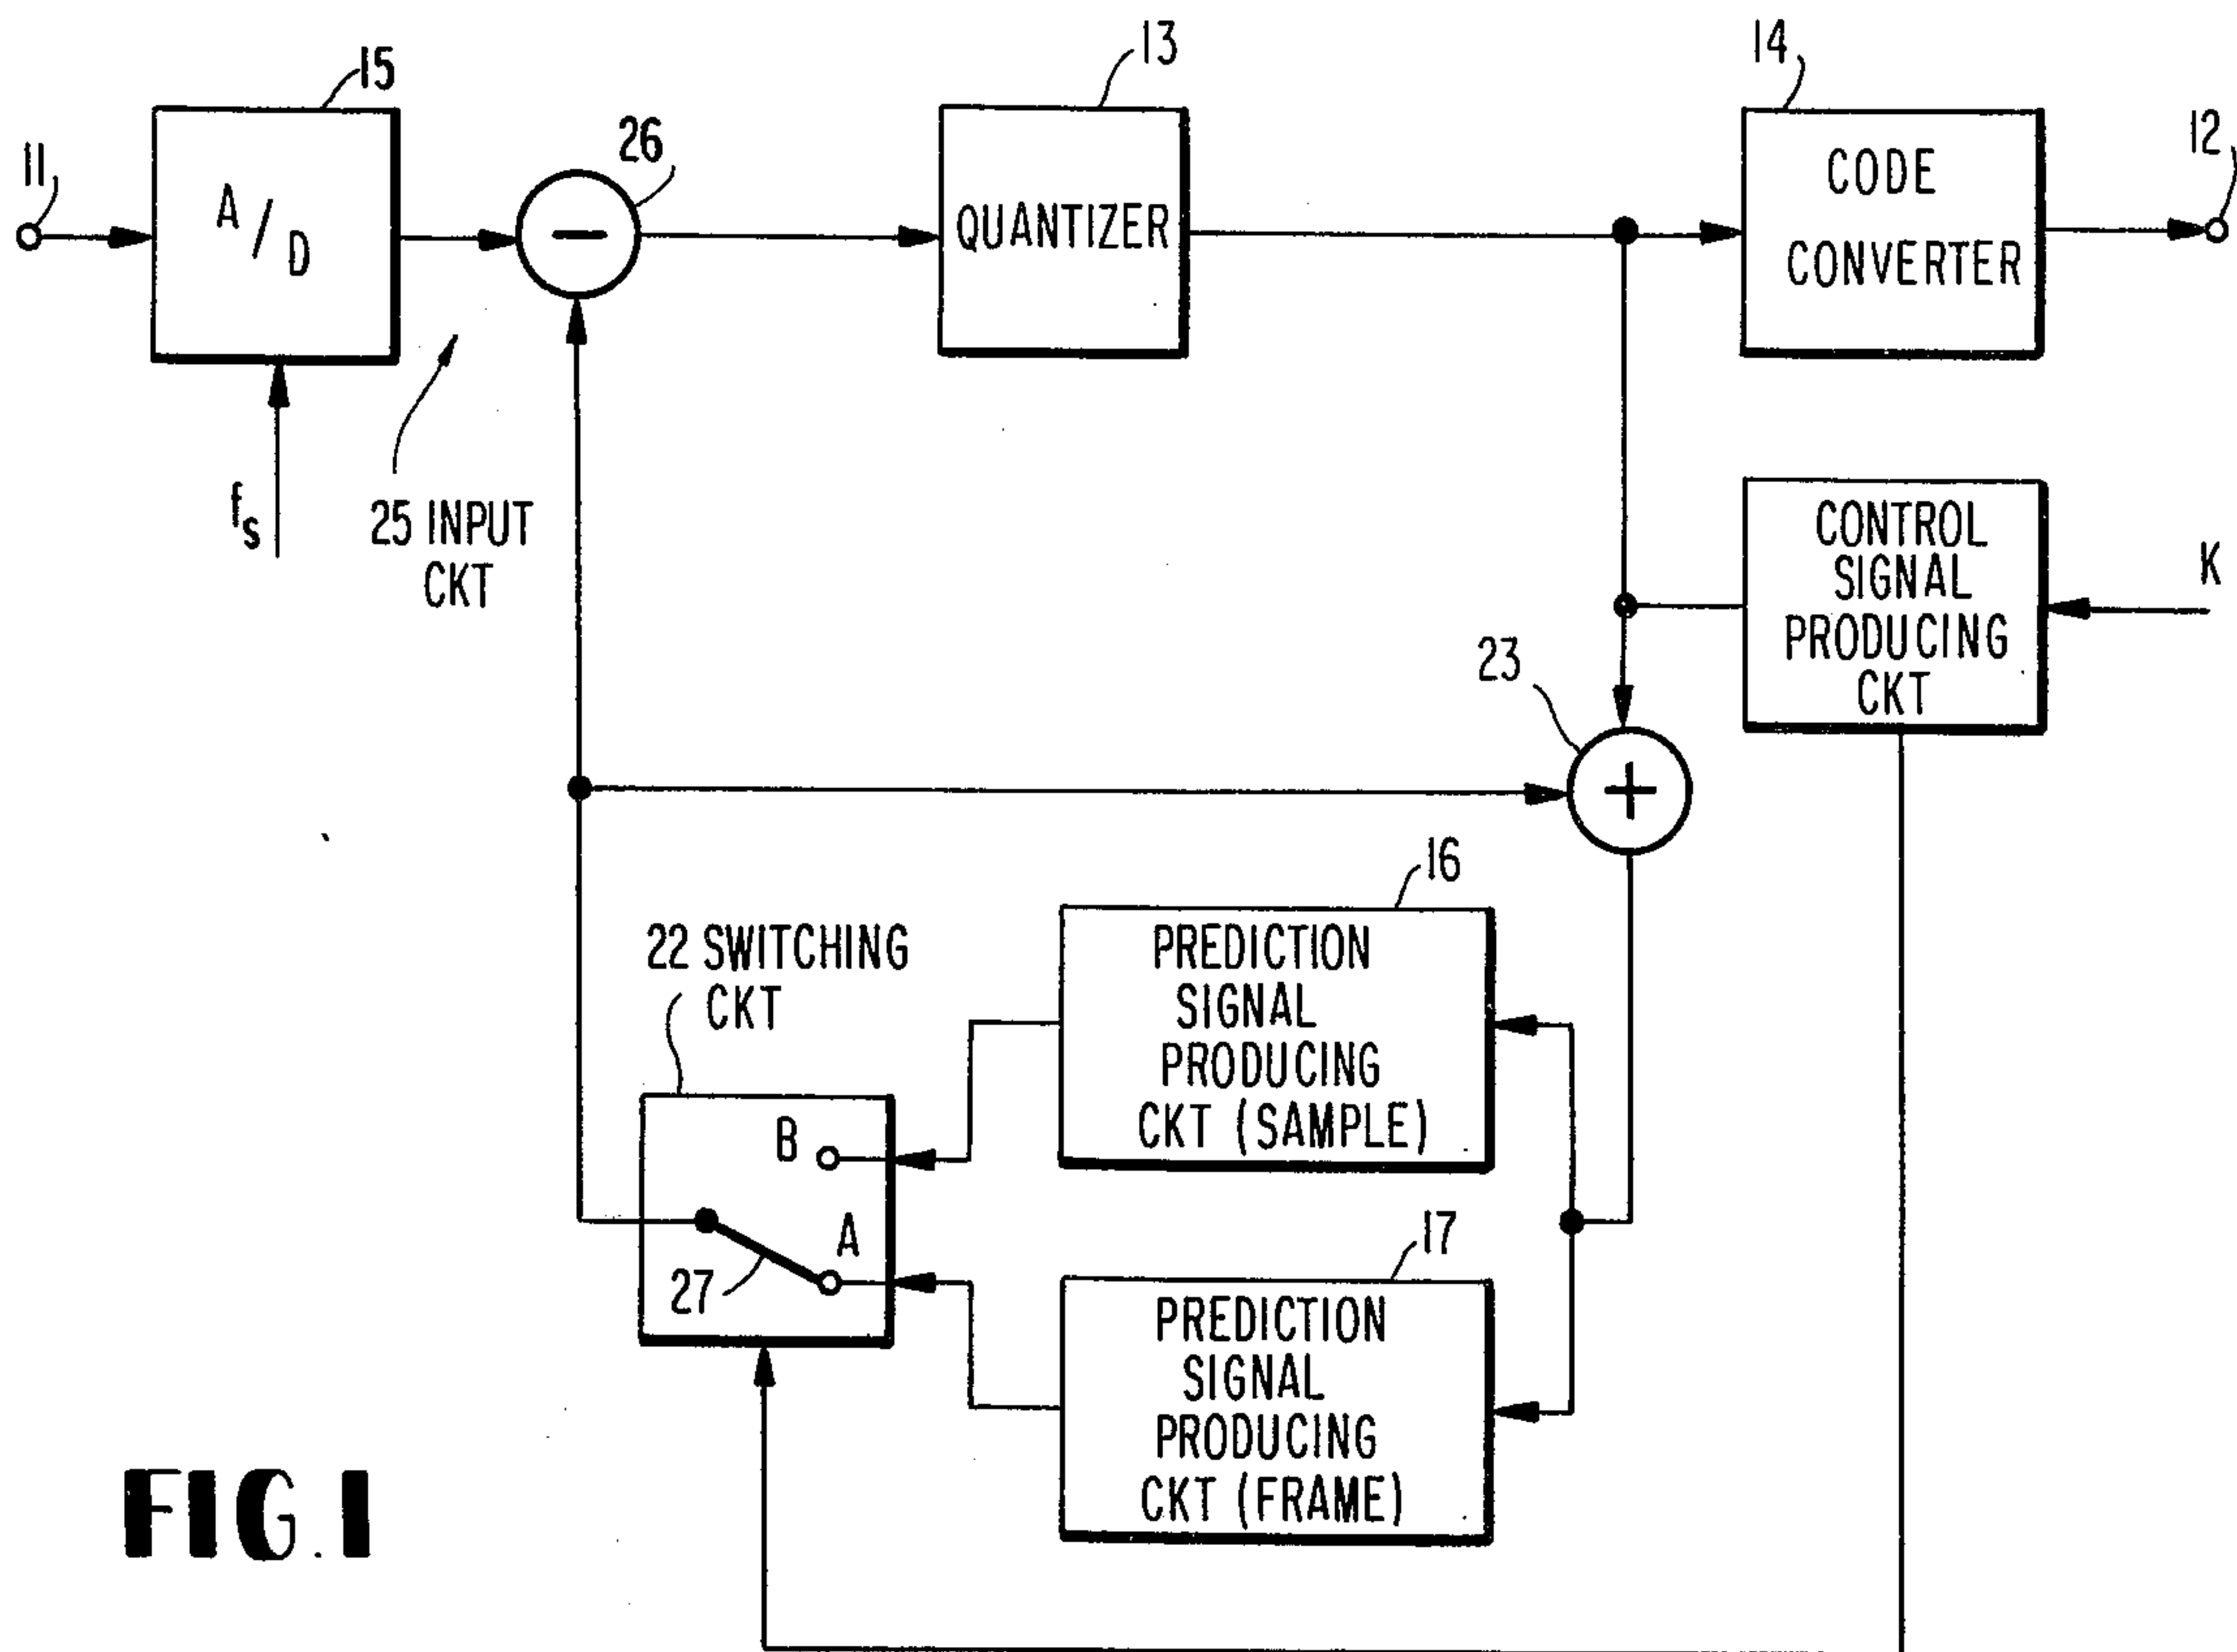 15
13
14
11
A/D
26
QUANTIZER
CODE
CONVERTER
12
fs
25 INPUT
CKT
CONTROL
SIGNAL
PRODUCING
CKT
K
23
16
22 SWITCHING
CKT
PREDICTION
SIGNAL
PRODUCING
CKT (SAMPLE)
B
A
27
17
PREDICTION
SIGNAL
PRODUCING
CKT (FRAME)
FIG.1